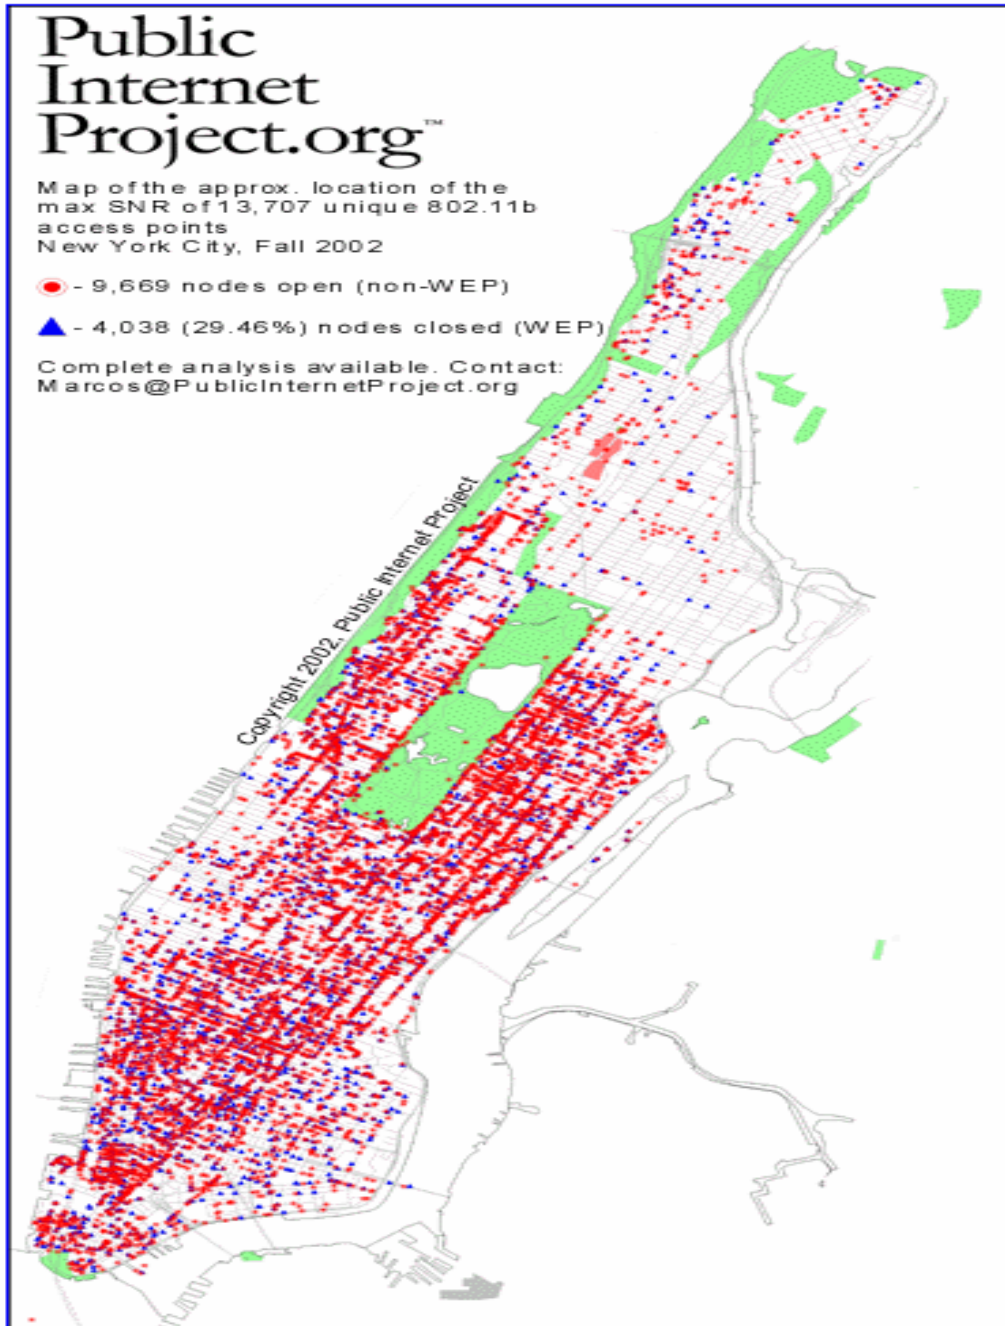 Public
Internet
Project.org™
Map of the approx. location of the
max SNR of 13,707 unique 802.11b
access points
New York City, Fall 2002
- 9,669 nodes open (non-WEP)
- 4,038 (29.46%) nodes closed (WEP)
Complete analysis available. Contact:
Marcos@PublicInternetProject.org
Copyright 2002, Public Internet Project